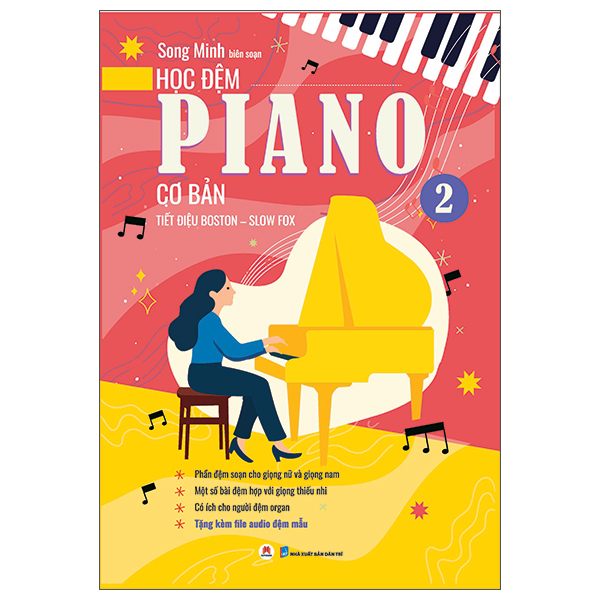 Song Minh biên soạn
HỌC ĐỆM
PIANO
CƠ BẢN
2
TIẾT ĐIỆU BOSTON – SLOW FOX
Phần đệm soạn cho giọng nữ và giọng nam
Một số bài đệm hợp với giọng thiếu nhi
Có ích cho người đệm organ
Tặng kèm file audio đệm mẫu
NHÀ XUẤT BẢN DÂN TRÍ